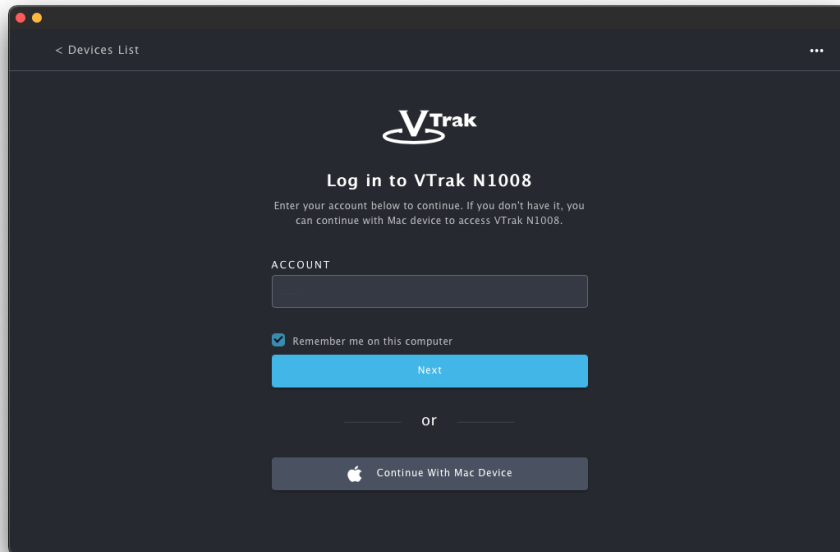 < Devices List
VTrak
Log in to VTrak N1008
Enter your account below to continue. If you don't have it, you
can continue with Mac device to access VTrak N1008.
ACCOUNT
Remember me on this computer
Next
or
Continue With Mac Device